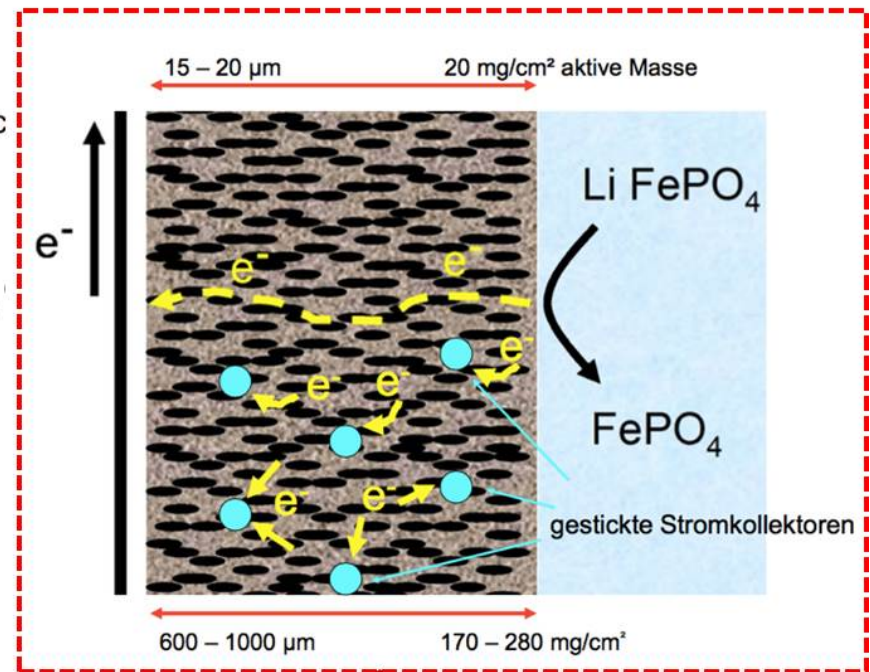 15 – 20 µm
20 mg/cm² aktive Masse
c
e-
Li FePO₄
e-
e-
e-
e-
e-
FePO₄
e-
e-
gestickte Stromkollektoren
600 – 1000 µm
170 – 280 mg/cm²